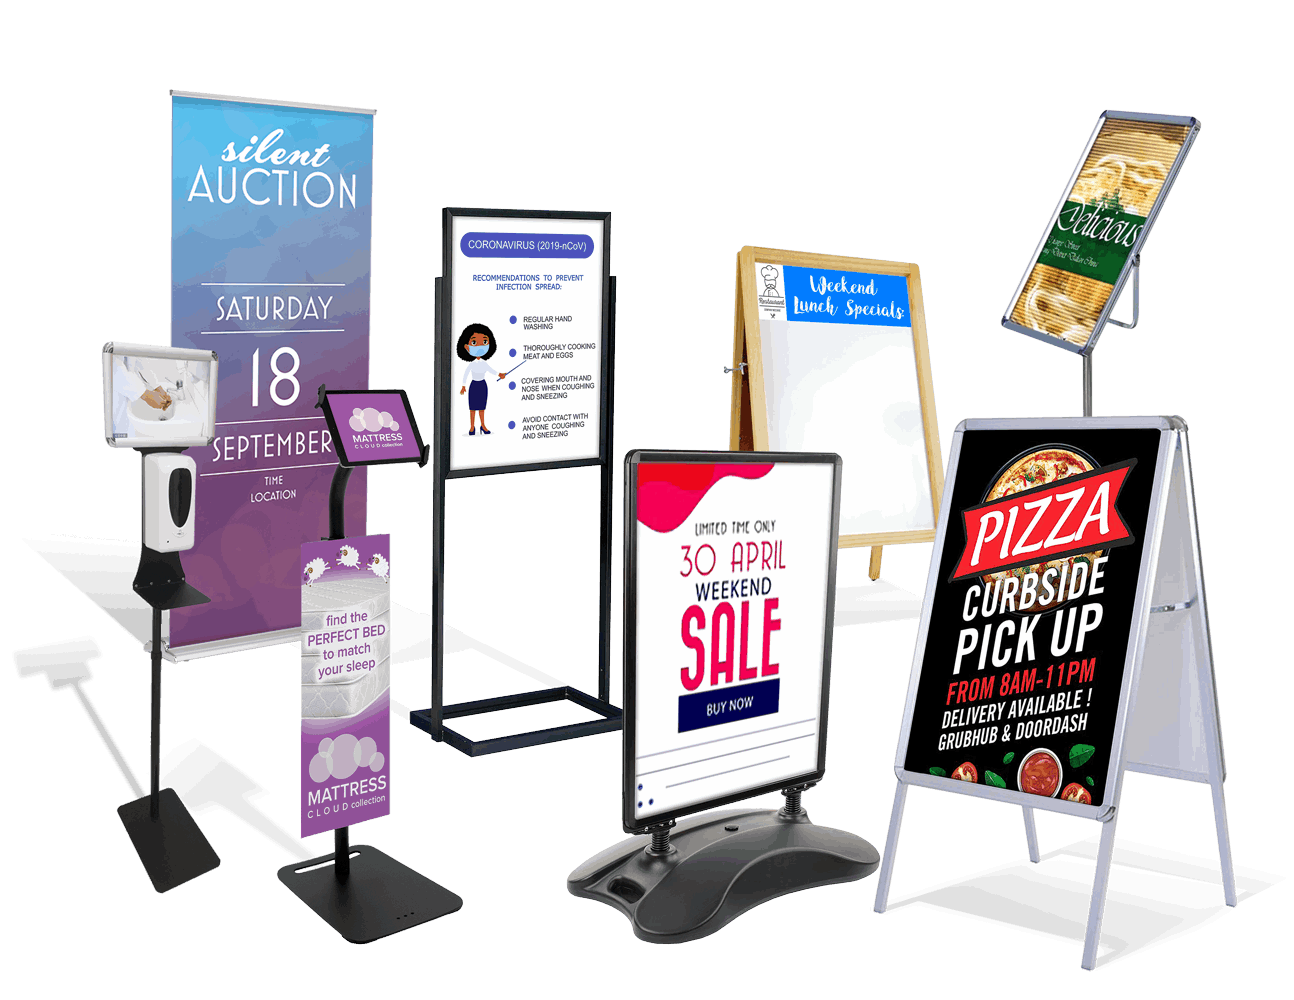 silent
AUCTION
SATURDAY
18
SEPTEMBER
TIME
LOCATION
MATTRESS
CLOUD collection
find the
PERFECT BED
to match
your sleep
MATTRESS
CLOUD collection
CORONAVIRUS (2019-nCoV)
RECOMMENDATIONS TO PREVENT
INFECTION SPREAD:
REGULAR HAND
WASHING
THOROUGHLY COOKING
MEAT AND EGGS
COVERING MOUTH AND
NOSE WHEN COUGHING
AND SNEEZING
AVOID CONTACT WITH
ANYONE COUGHING
AND SNEEZING
LIMITED TIME ONLY
30 APRIL
WEEKEND
SALE
BUY NOW
Restaurant
Weekend
Lunch Specials:
Delicious
PIZZA
CURBSIDE
PICK UP
FROM 8AM-11PM
DELIVERY AVAILABLE !
GRUBHUB & DOORDASH